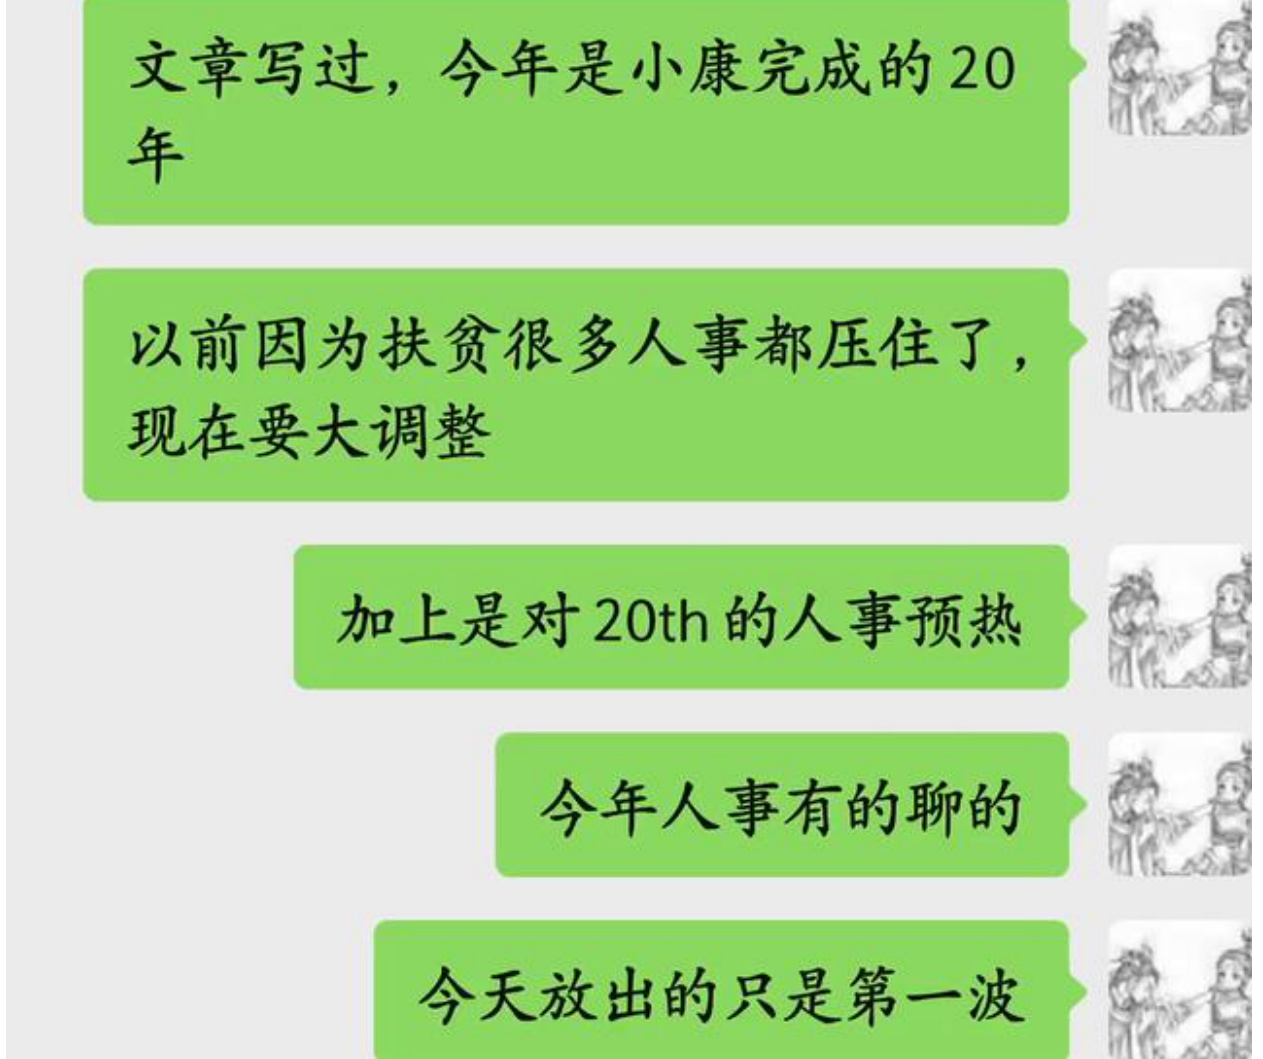 文章写过，今年是小康完成的20
年
以前因为扶贫很多人事都压住了，
现在要大调整
加上是对20th的人事预热
今年人事有的聊的
今天放出的只是第一波